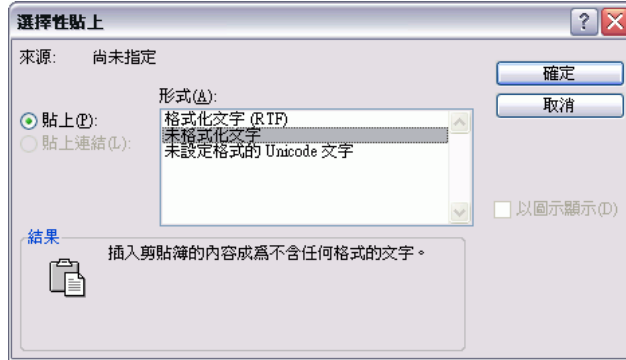 選擇性貼上
來源: 尚未指定
確定
形式(A):
取消
貼上(P):
格式化文字 (RTF)
未格式化文字
貼上連結(L):
未設定格式的 Unicode 文字
以圖示顯示(D)
結果
插入剪貼簿的內容成爲不含任何格式的文字。